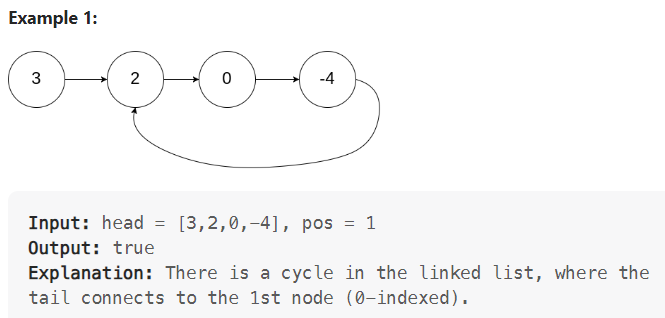 Example 1:
3 2 0 -4
Input: head = [3,2,0,-4], pos = 1
Output: true
Explanation: There is a cycle in the linked list, where the
tail connects to the 1st node (0-indexed).